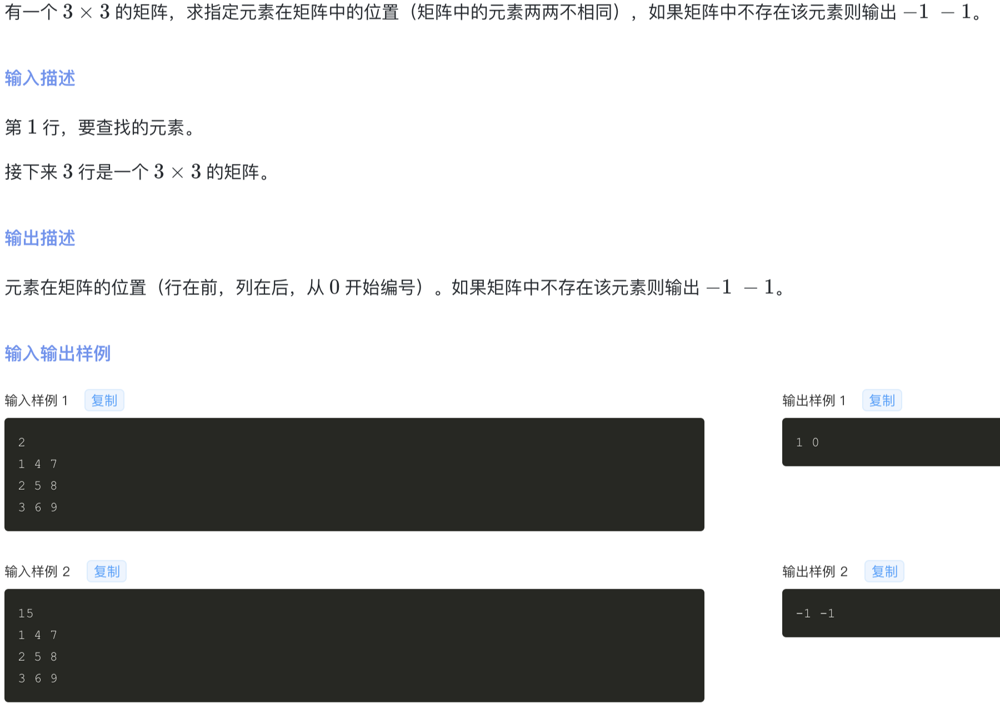 有一个 3 × 3 的矩阵，求指定元素在矩阵中的位置（矩阵中的元素两两不相同），如果矩阵中不存在该元素则输出 −1 −1。
输入描述
第 1 行，要查找的元素。
接下来 3 行是一个 3 × 3 的矩阵。
输出描述
元素在矩阵的位置（行在前，列在后，从 0 开始编号）。如果矩阵中不存在该元素则输出 −1 −1。
输入输出样例
输入样例 1 复制
2
1 4 7
2 5 8
3 6 9
输出样例 1 复制
1 0
输入样例 2 复制
15
1 4 7
2 5 8
3 6 9
输出样例 2 复制
-1 -1